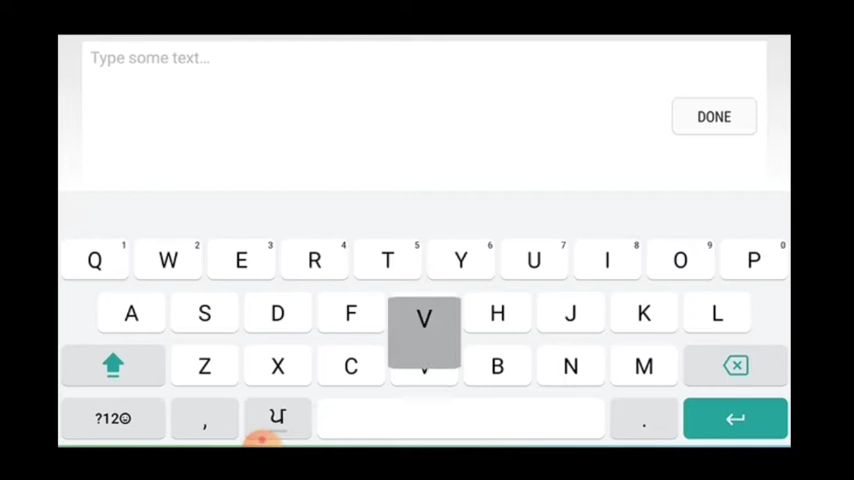 Type some text...
DONE
Q 1 W 2 E 3 R 4 T 5 Y 6 U 7 I 8 O 9 P 0
A S D F V H J K L
Z X C V B N M
?12☺ , ਪ .